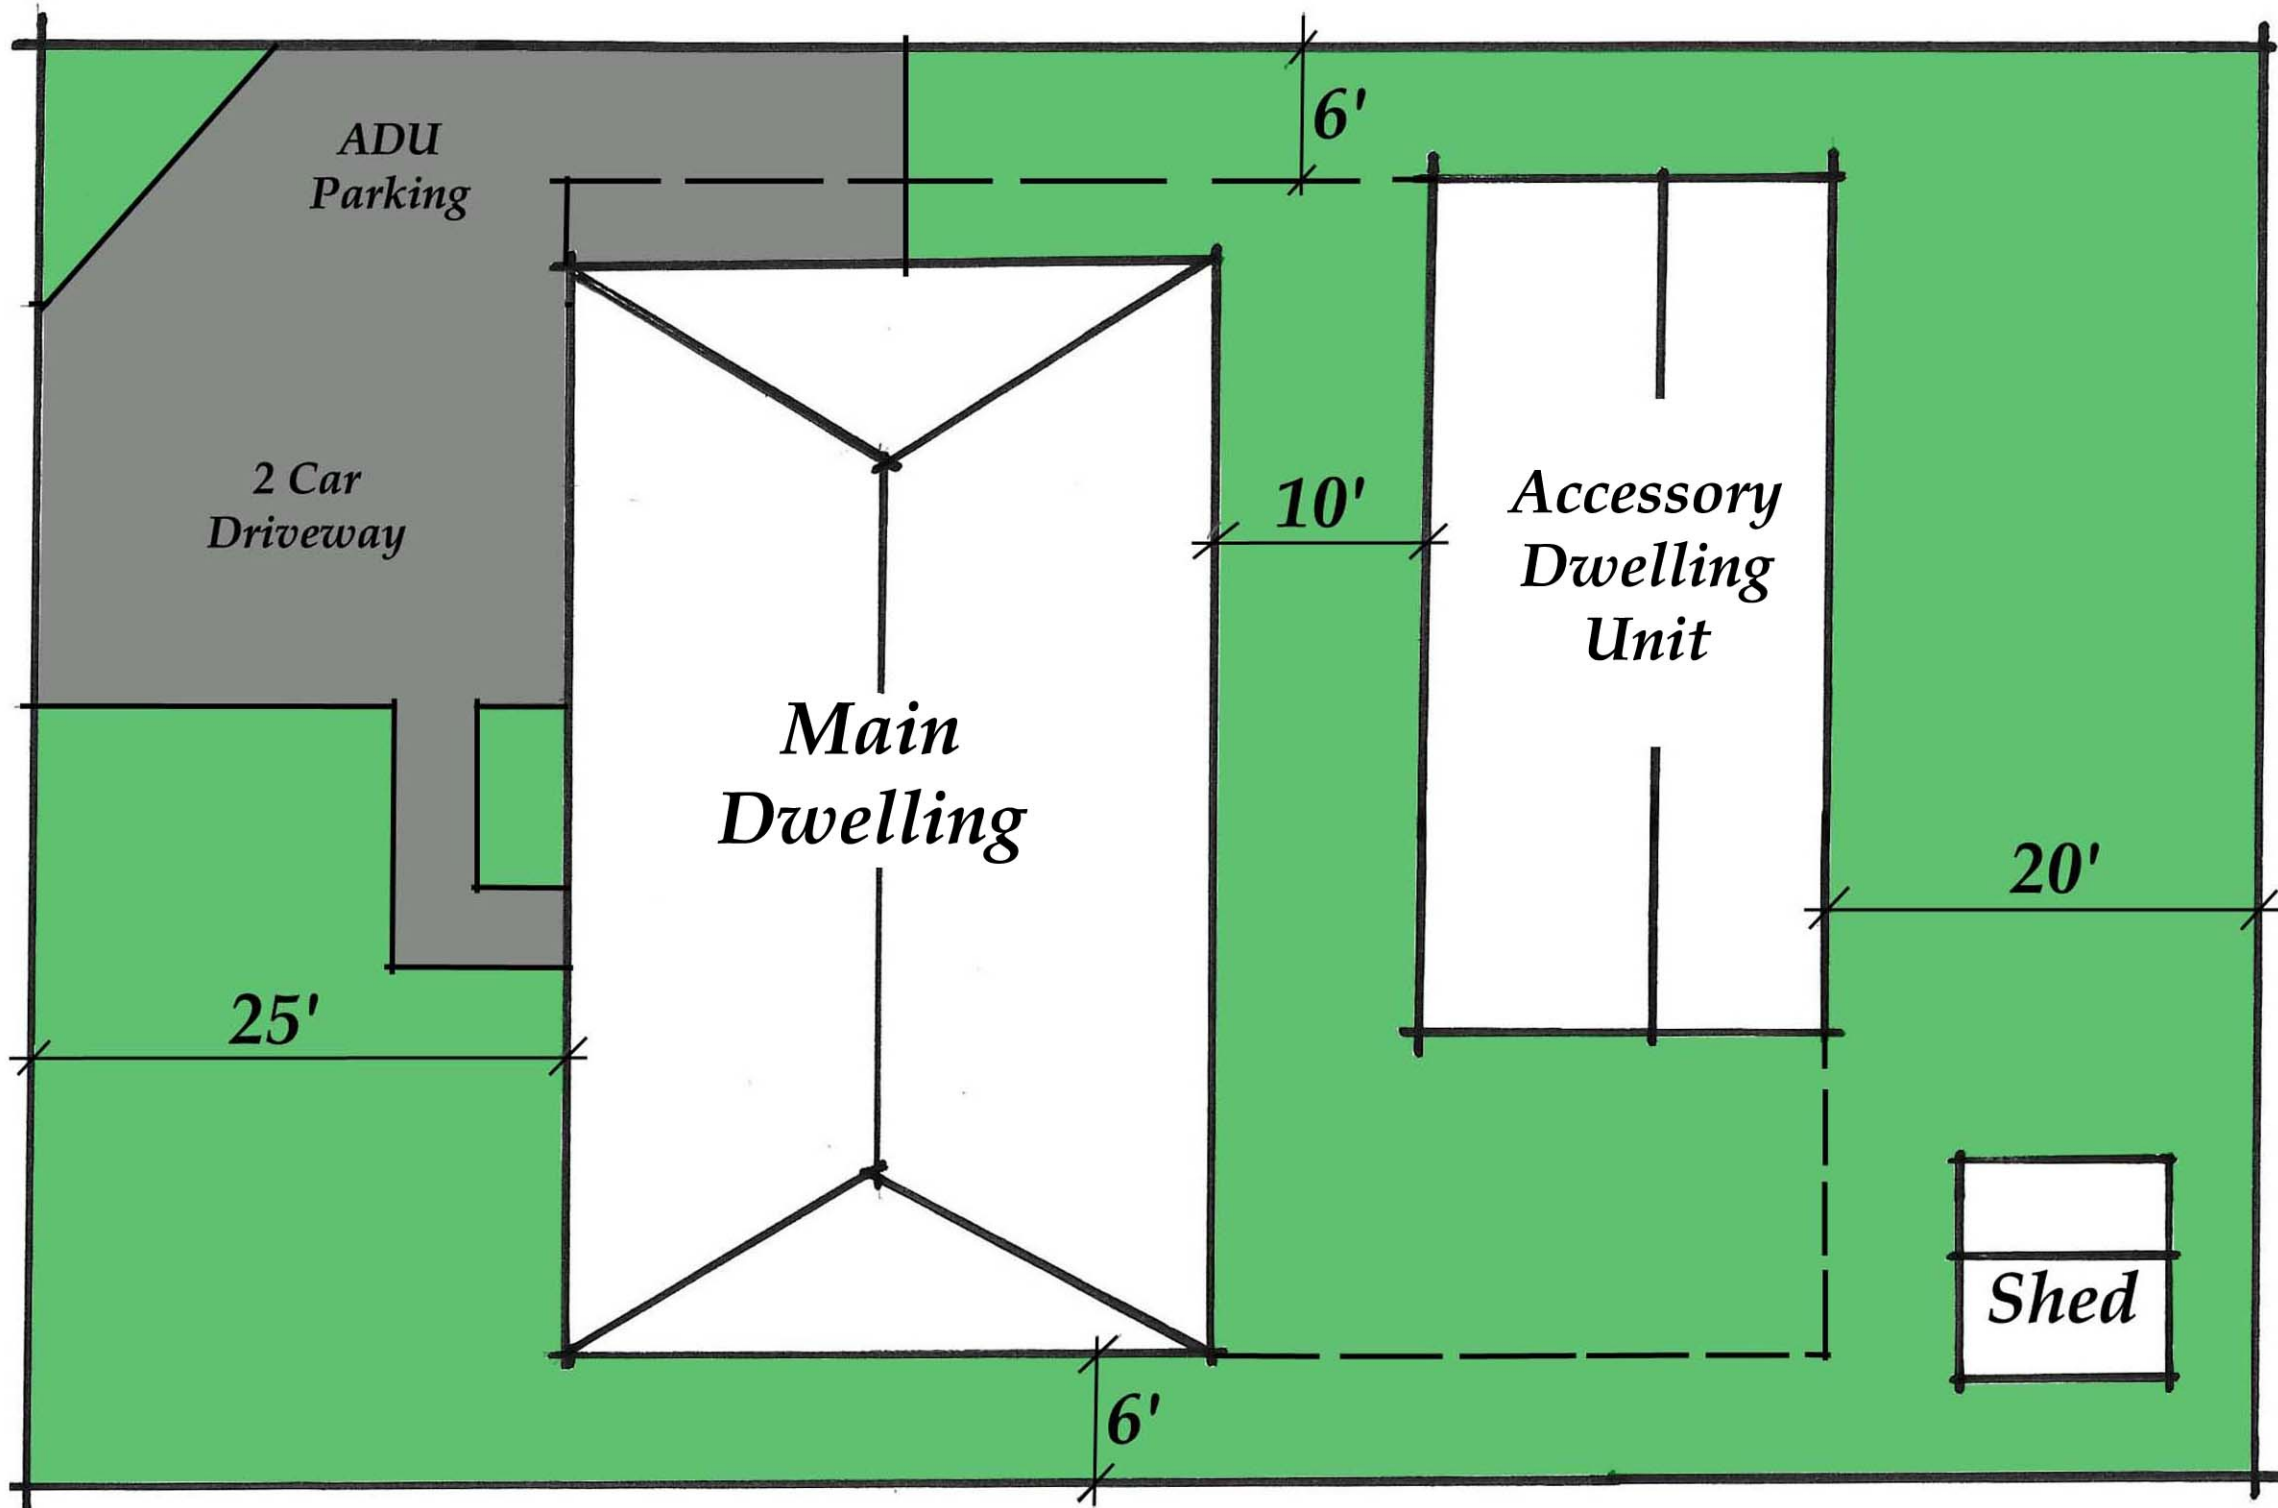 ADU
Parking
6'
2 Car
Driveway
10'
Accessory
Dwelling
Unit
Main
Dwelling
20'
25'
Shed
6'